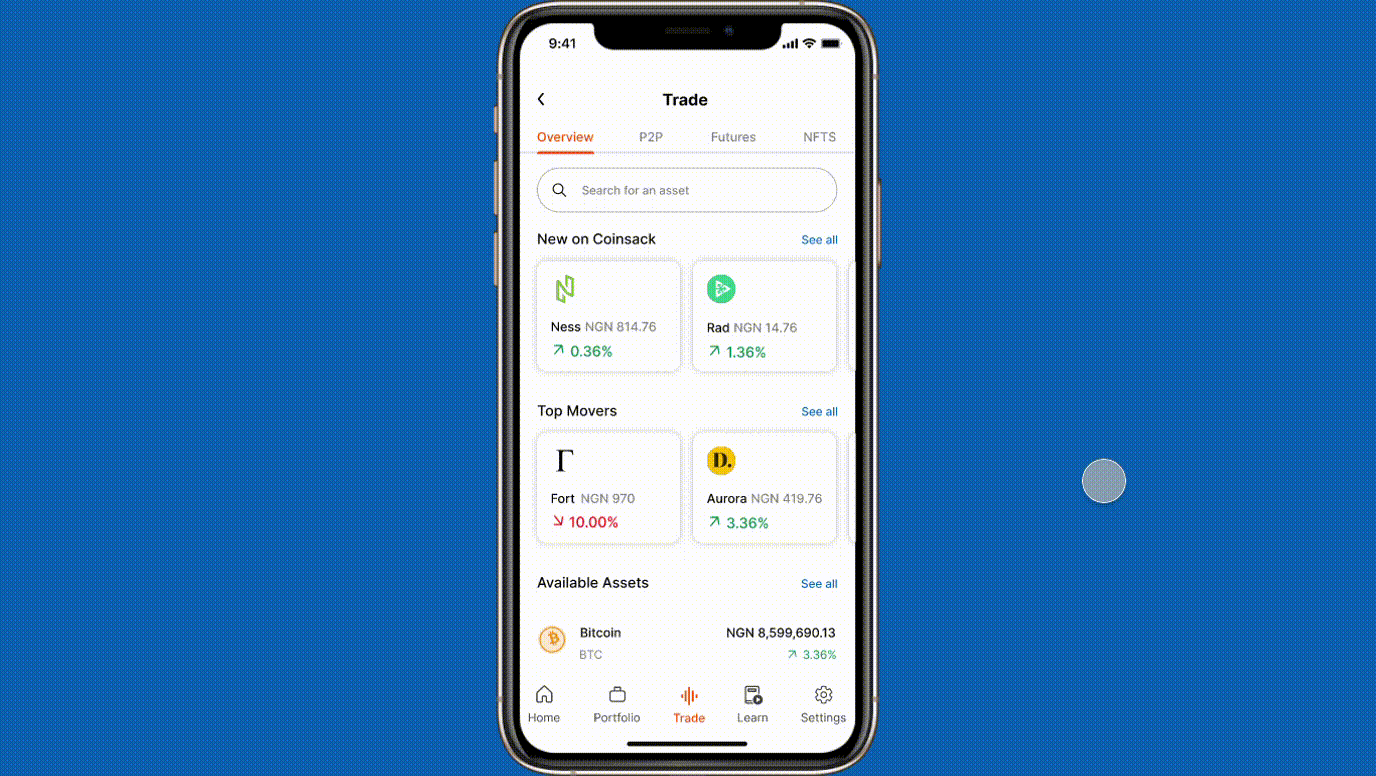 9:41
Trade
Overview P2P Futures NFTS
Search for an asset
New on Coinsack See all
Ness NGN 814.76
0.36%
Rad NGN 14.76
1.36%
Top Movers See all
Fort NGN 970
10.00%
D.
Aurora NGN 419.76
3.36%
Available Assets See all
Bitcoin NGN 8,599,690.13
BTC 3.36%
Home Portfolio Trade Learn Settings